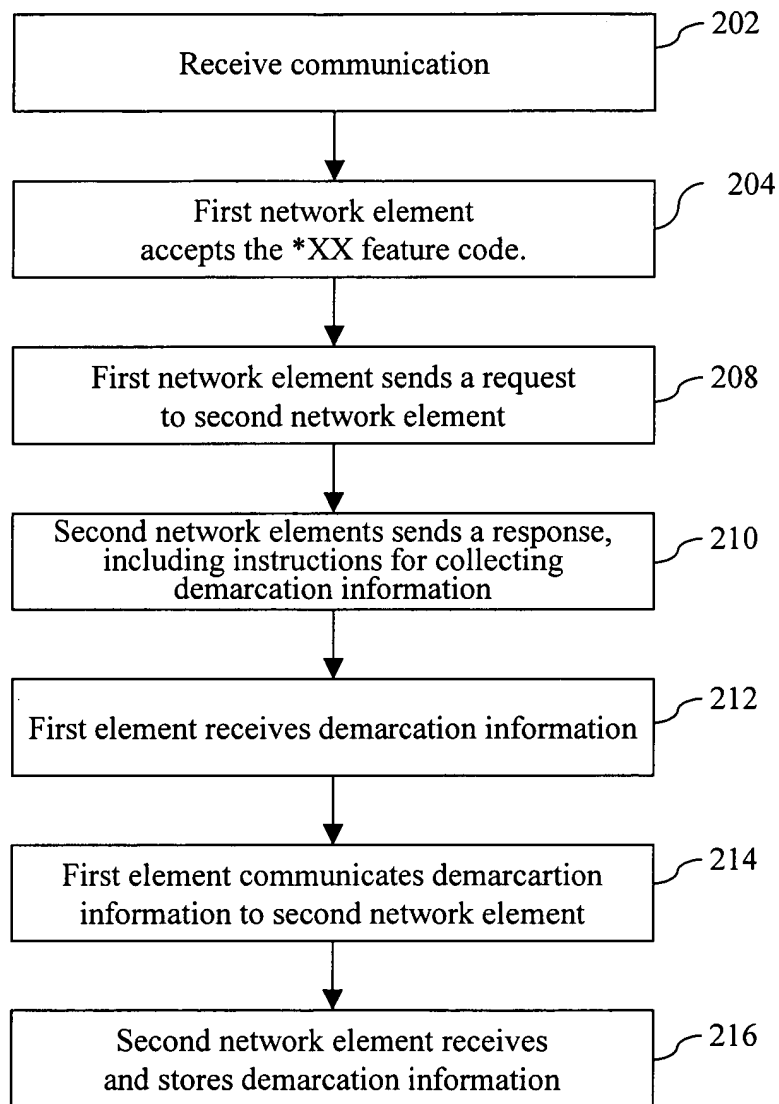 202
Receive communication
204
First network element
accepts the *XX feature code.
208
First network element sends a request
to second network element
210
Second network elements sends a response,
including instructions for collecting
demarcation information
212
First element receives demarcation information
214
First element communicates demarcartion
information to second network element
216
Second network element receives
and stores demarcation information